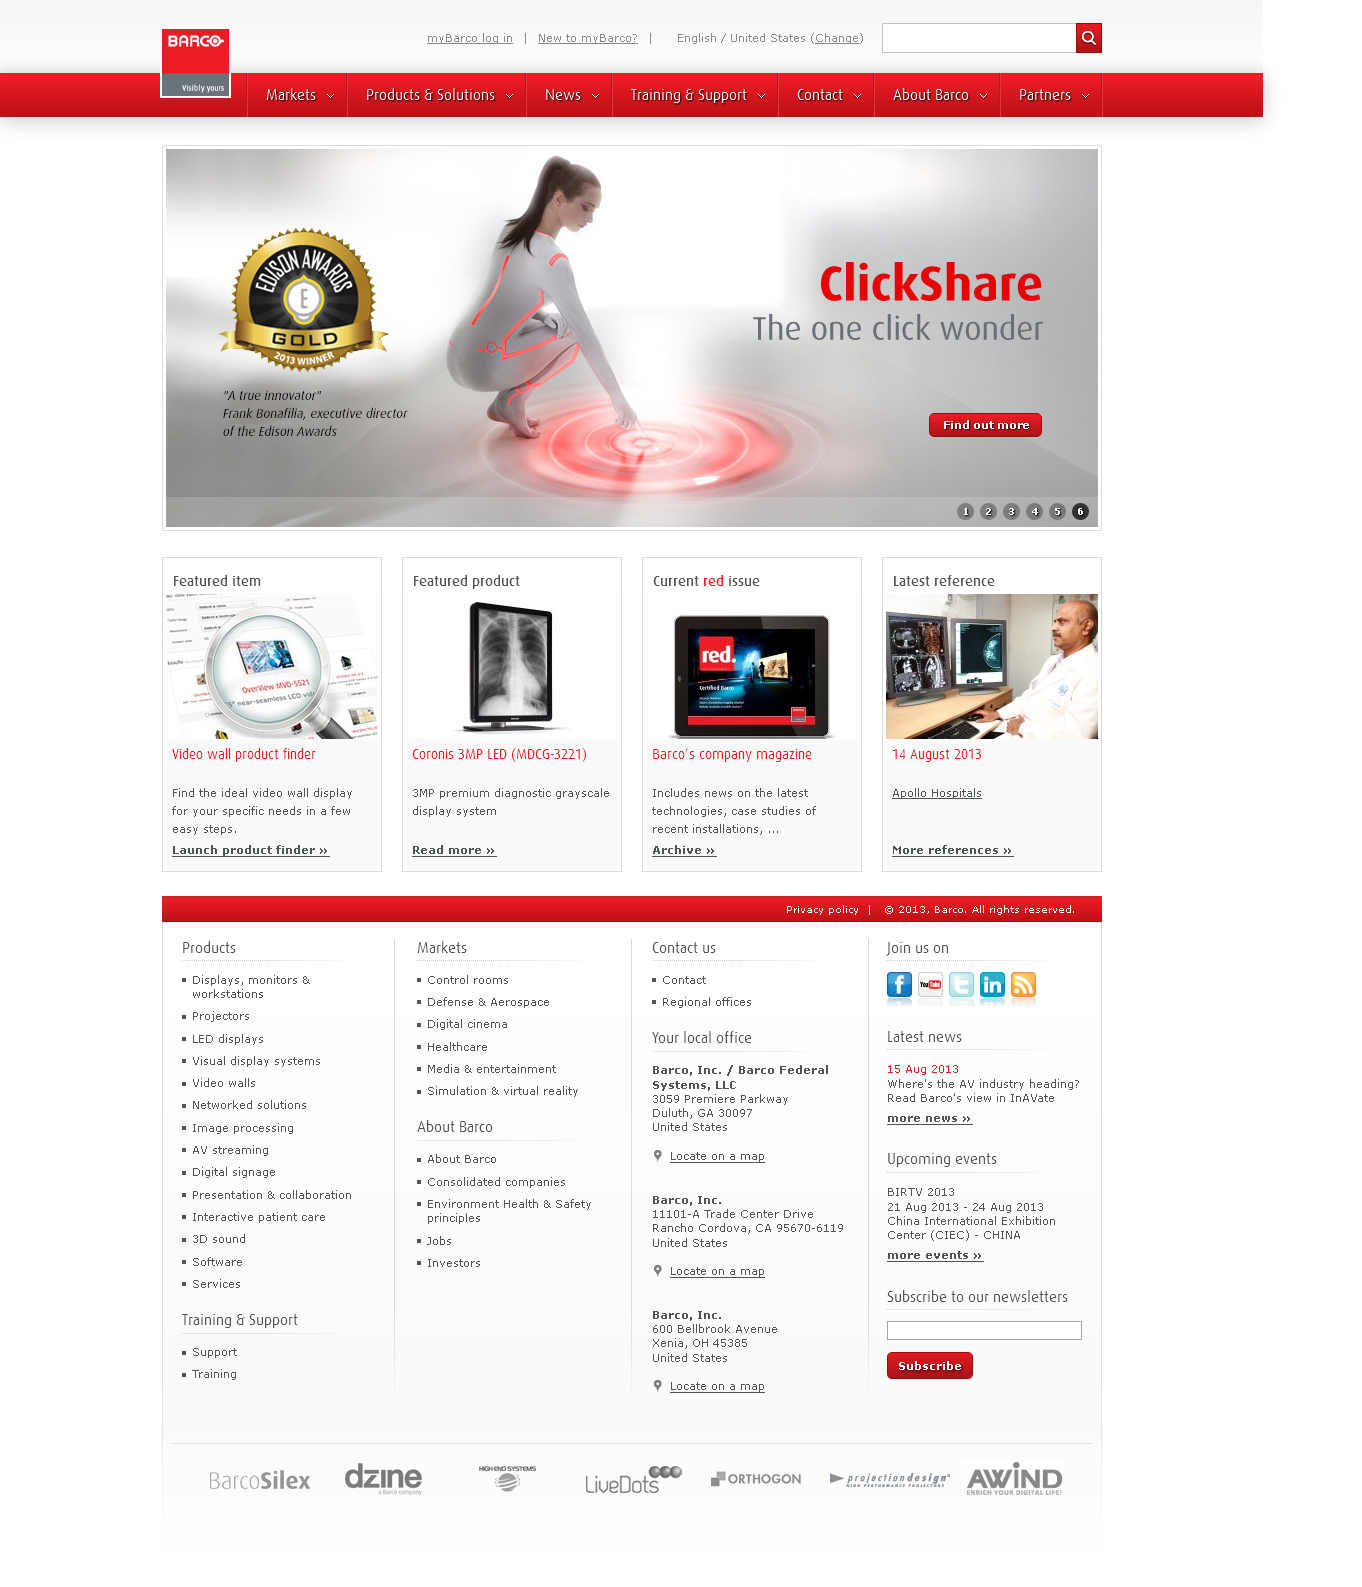 BARCO
Visibly yours
myBarco log in | New to myBarco? | English / United States (Change)
Markets Products & Solutions News Training & Support Contact About Barco Partners
EDISON AWARDS
E
GOLD
2013 WINNER
"A true innovator"
Frank Bonafilia, executive director
of the Edison Awards
ClickShare
The one click wonder
Find out more
1 2 3 4 5 6
Featured item
OverView MVD-5521
near-seamless LCD
Video wall product finder
Find the ideal video wall display
for your specific needs in a few
easy steps.
Launch product finder »
Featured product
Coronis 3MP LED (MDCG-3221)
3MP premium diagnostic grayscale
display system
Read more »
Current red issue
red.
Certified Barco
Barco's company magazine
Includes news on the latest
technologies, case studies of
recent installations, ...
Archive »
Latest reference
14 August 2013
Apollo Hospitals
More references »
Privacy policy | © 2013, Barco. All rights reserved.
Products
Displays, monitors &
workstations
Projectors
LED displays
Visual display systems
Video walls
Networked solutions
Image processing
AV streaming
Digital signage
Presentation & collaboration
Interactive patient care
3D sound
Software
Services
Training & Support
Support
Training
Markets
Control rooms
Defense & Aerospace
Digital cinema
Healthcare
Media & entertainment
Simulation & virtual reality
About Barco
About Barco
Consolidated companies
Environment Health & Safety
principles
Jobs
Investors
Contact us
Contact
Regional offices
Your local office
Barco, Inc. / Barco Federal
Systems, LLC
3059 Premiere Parkway
Duluth, GA 30097
United States
Locate on a map
Barco, Inc.
11101-A Trade Center Drive
Rancho Cordova, CA 95670-6119
United States
Locate on a map
Barco, Inc.
600 Bellbrook Avenue
Xenia, OH 45385
United States
Locate on a map
Join us on
f YouTube t in
Latest news
15 Aug 2013
Where's the AV industry heading?
Read Barco's view in InAVate
more news »
Upcoming events
BIRTV 2013
21 Aug 2013 - 24 Aug 2013
China International Exhibition
Center (CIEC) - CHINA
more events »
Subscribe to our newsletters
Subscribe
BarcoSilex
dzine
a Barco company
HIGH END SYSTEMS
LiveDots
ORTHOGON
projectiondesign
HIGH PERFORMANCE PROJECTORS
AWIND
ENRICH YOUR DIGITAL LIFE!